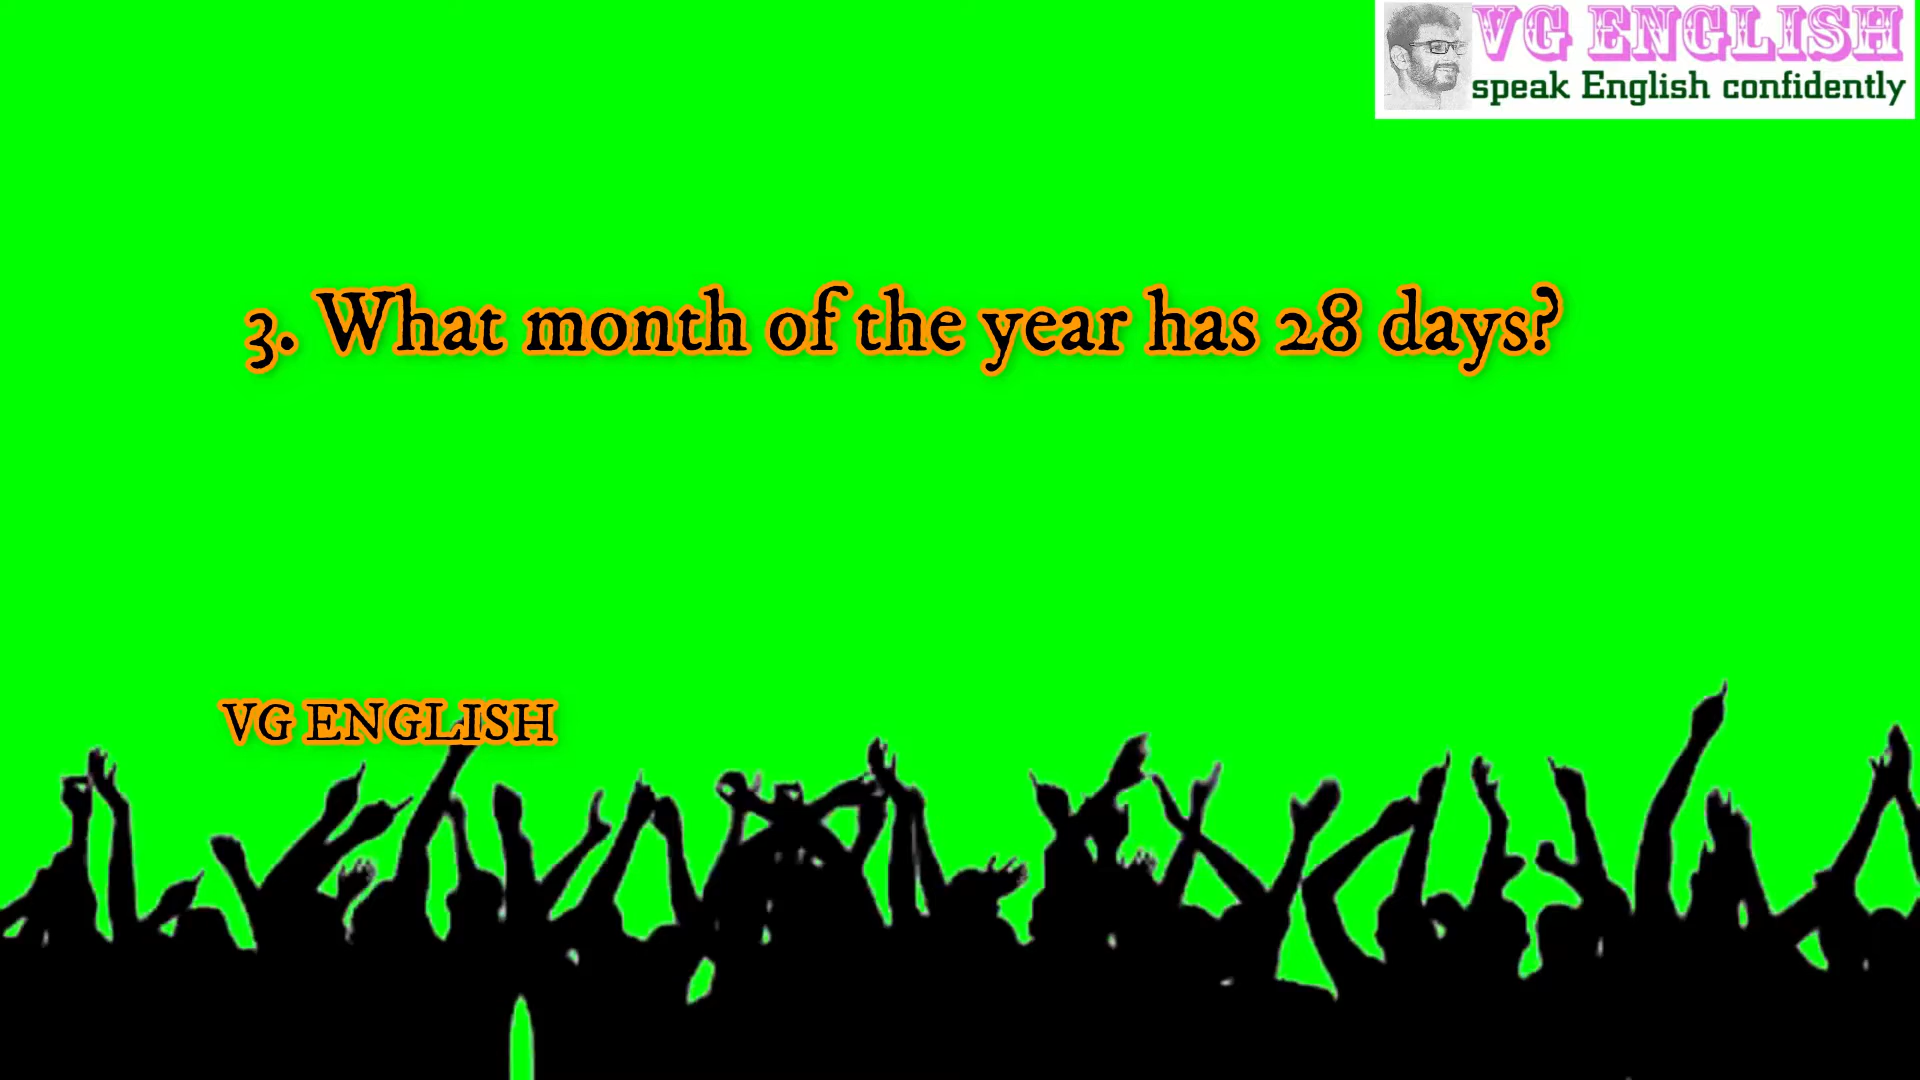 VG ENGLISH
speak English confidently
3. What month of the year has 28 days?
VG ENGLISH